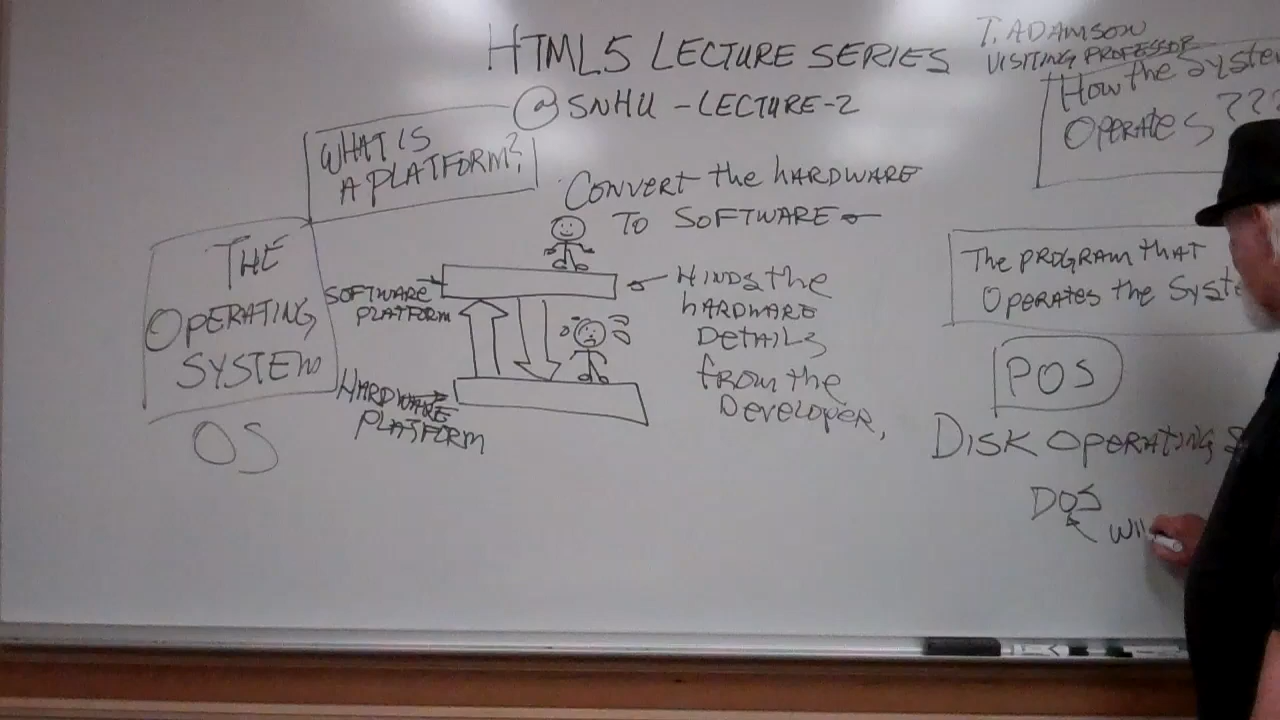 HTML5 LECTURE SERIES
@ SNHU - LECTURE-2
T. ADAMSON
VISITING PROFESSOR
How the System
OPERATES ???
WHAT IS
A PLATFORM?
CONVERT the HARDWARE
TO SOFTWARE
THE
OPERATING
SYSTEM
OS
SOFTWARE
PLATFORM
HARDWARE
PLATFORM
HINDS the
HARDWARE
DETAILS
from the
DEVELOPER,
The PROGRAM THAT
OPERATES the Syste
POS
DISK OPERATING S
DOS
WI